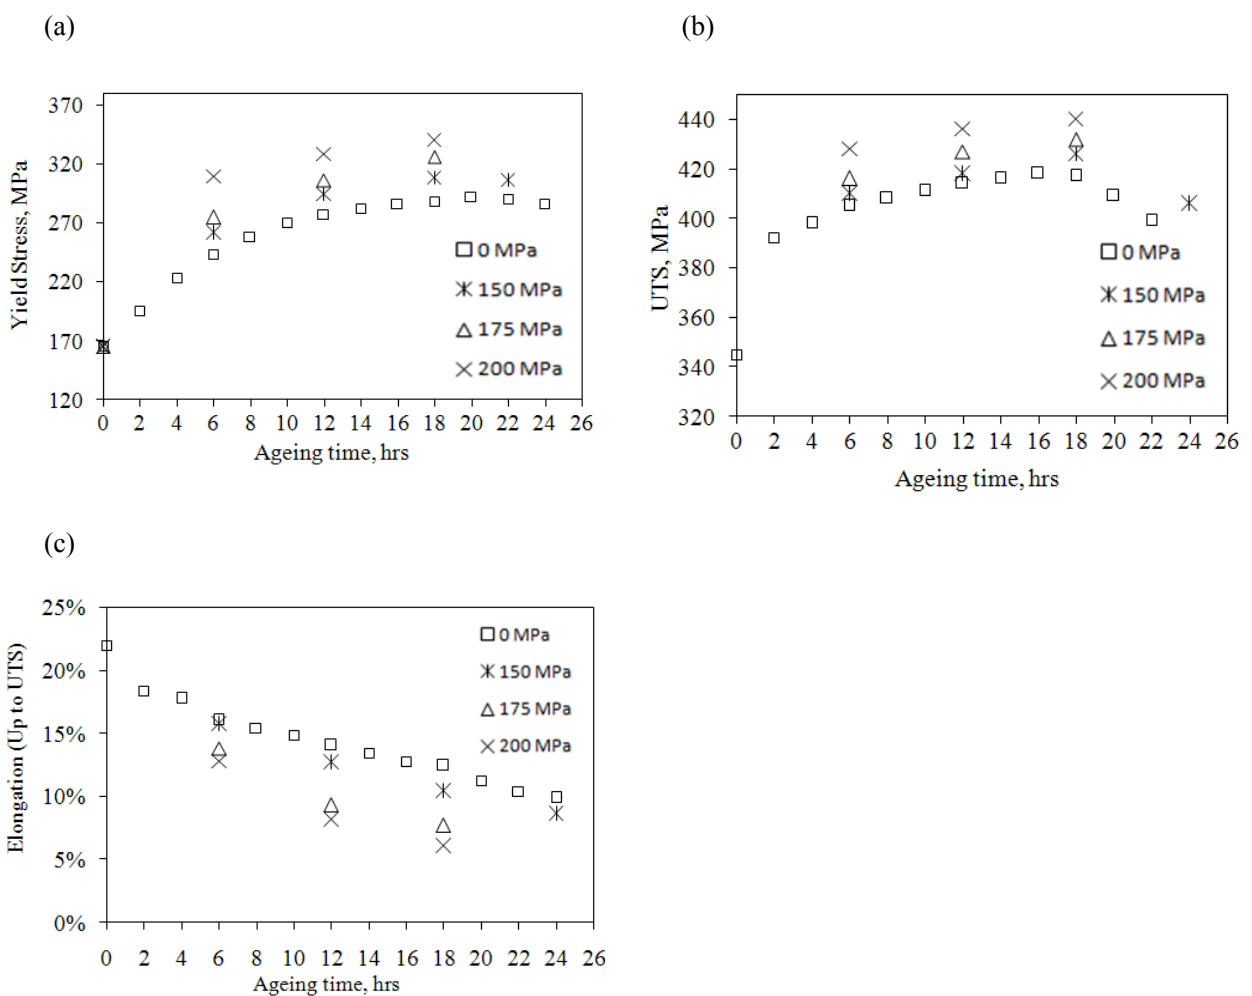 (a)
370
320
270
220
170
120
Yield Stress, MPa
0 MPa
150 MPa
175 MPa
200 MPa
0 2 4 6 8 10 12 14 16 18 20 22 24 26
Ageing time, hrs
(b)
440
420
400
380
360
340
320
UTS, MPa
0 MPa
150 MPa
175 MPa
200 MPa
0 2 4 6 8 10 12 14 16 18 20 22 24 26
Ageing time, hrs
(c)
25%
20%
15%
10%
5%
0%
Elongation (Up to UTS)
0 MPa
150 MPa
175 MPa
200 MPa
0 2 4 6 8 10 12 14 16 18 20 22 24 26
Ageing time, hrs